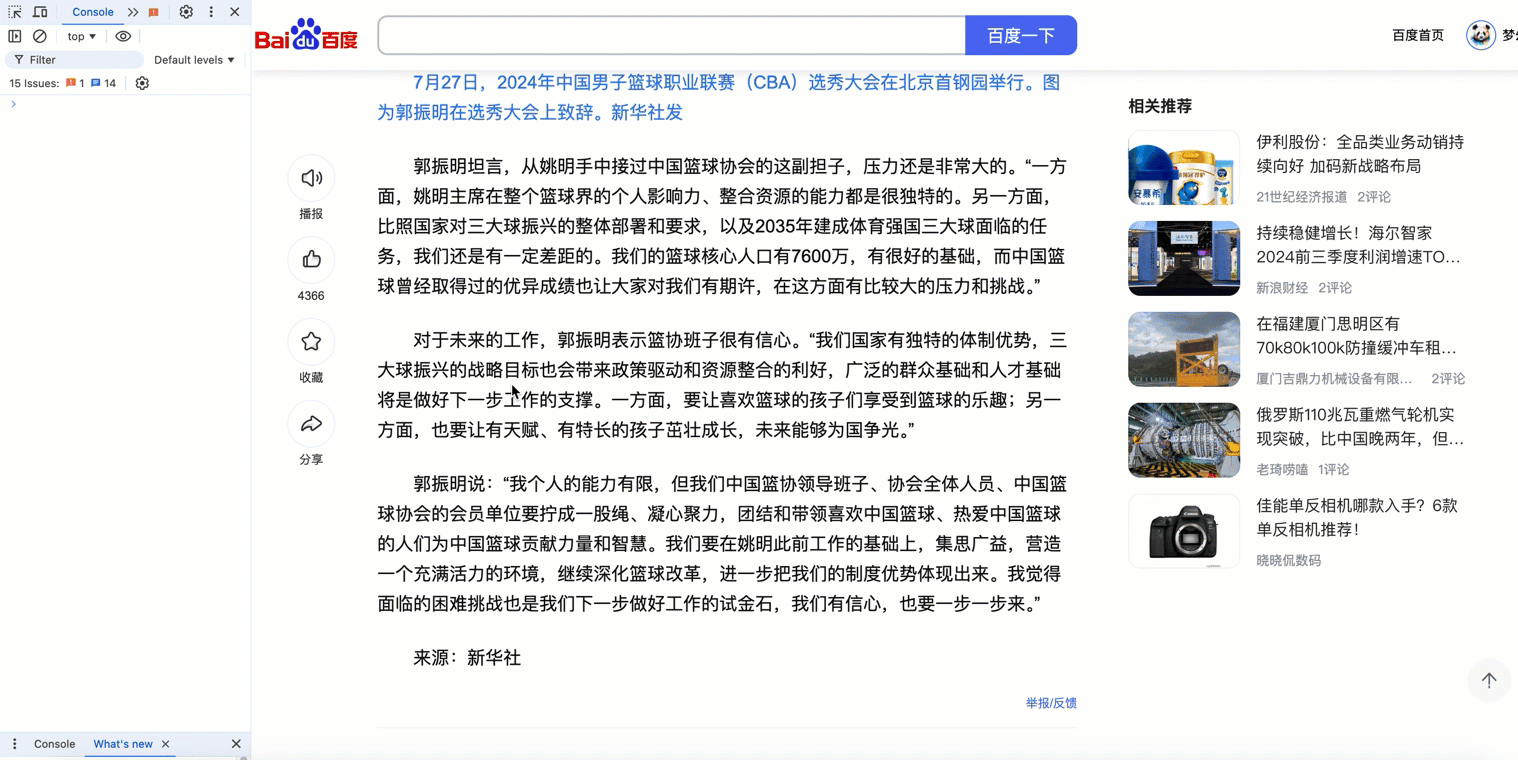 Console
top
Filter
Default levels
15 Issues: 1 14
Console
What's new
Bai du 百度
百度一下
百度首页
7月27日，2024年中国男子篮球职业联赛（CBA）选秀大会在北京首钢园举行。图
为郭振明在选秀大会上致辞。新华社发
播报
4366
收藏
分享
郭振明坦言，从姚明手中接过中国篮球协会的这副担子，压力还是非常大的。“一方
面，姚明主席在整个篮球界的个人影响力、整合资源的能力都是很独特的。另一方面，
比照国家对三大球振兴的整体部署和要求，以及2035年建成体育强国三大球面临的任
务，我们还是有一定差距的。我们的篮球核心人口有7600万，有很好的基础，而中国篮
球曾经取得过的优异成绩也让大家对我们有期许，在这方面有比较大的压力和挑战。”
对于未来的工作，郭振明表示篮协班子很有信心。“我们国家有独特的体制优势，三
大球振兴的战略目标也会带来政策驱动和资源整合的利好，广泛的群众基础和人才基础
将是做好下一步工作的支撑。一方面，要让喜欢篮球的孩子们享受到篮球的乐趣；另一
方面，也要让有天赋、有特长的孩子茁壮成长，未来能够为国争光。”
郭振明说：“我个人的能力有限，但我们中国篮协领导班子、协会全体人员、中国篮
球协会的会员单位要拧成一股绳、凝心聚力，团结和带领喜欢中国篮球、热爱中国篮球
的人们为中国篮球贡献力量和智慧。我们要在姚明此前工作的基础上，集思广益，营造
一个充满活力的环境，继续深化篮球改革，进一步把我们的制度优势体现出来。我觉得
面临的困难挑战也是我们下一步做好工作的试金石，我们有信心，也要一步一步来。”
来源：新华社
举报/反馈
相关推荐
安慕希
伊利股份：全品类业务动销持
续向好 加码新战略布局
21世纪经济报道 2评论
持续稳健增长！海尔智家
2024前三季度利润增速TO...
新浪财经 2评论
在福建厦门思明区有
70k80k100k防撞缓冲车租...
厦门吉鼎力机械设备有限... 2评论
俄罗斯110兆瓦重燃气轮机实
现突破，比中国晚两年，但...
老琦唠嗑 1评论
佳能单反相机哪款入手？6款
单反相机推荐！
晓晓侃数码